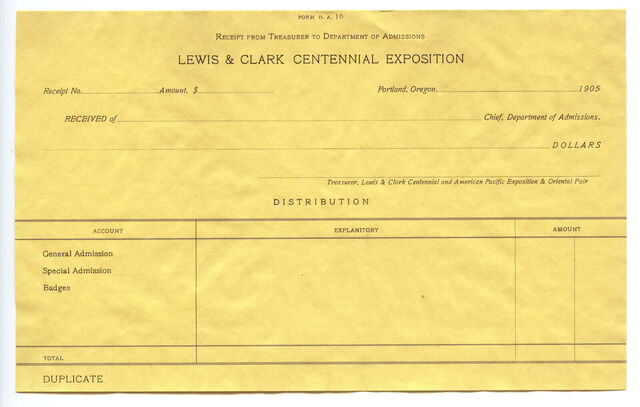 FORM D. A. 10
RECEIPT FROM TREASURER TO DEPARTMENT OF ADMISSIONS
LEWIS & CLARK CENTENNIAL EXPOSITION
Receipt No. Amount, $ Portland, Oregon, 1905
RECEIVED of Chief, Department of Admissions.
DOLLARS
Treasurer, Lewis & Clark Centennial and American Pacific Exposition & Oriental Fair
DISTRIBUTION
ACCOUNT EXPLANITORY AMOUNT
General Admission
Special Admission
Badges
TOTAL
DUPLICATE